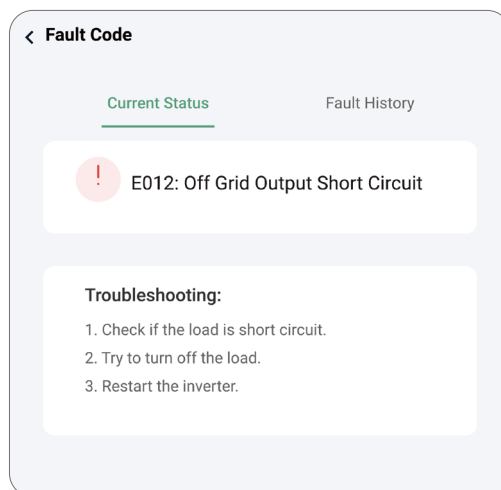 Fault Code
Current Status Fault History
E012: Off Grid Output Short Circuit
Troubleshooting:
1. Check if the load is short circuit.
2. Try to turn off the load.
3. Restart the inverter.